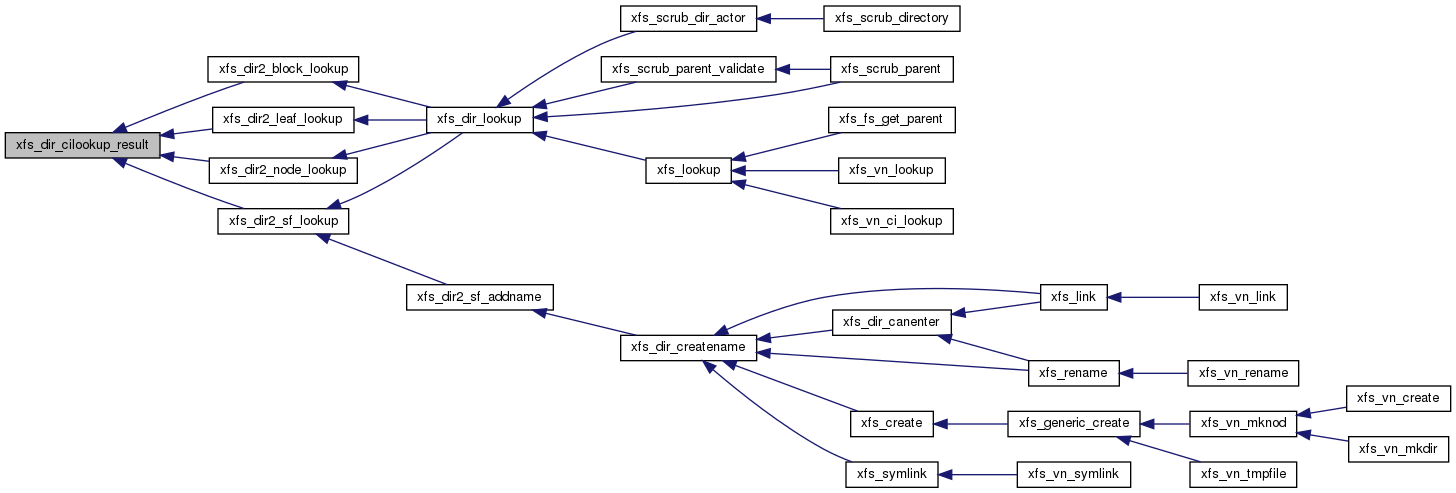 xfs_scrub_dir_actor
xfs_scrub_directory
xfs_dir2_block_lookup
xfs_scrub_parent_validate
xfs_scrub_parent
xfs_dir2_leaf_lookup
xfs_dir_lookup
xfs_fs_get_parent
xfs_dir_cilookup_result
xfs_dir2_node_lookup
xfs_lookup
xfs_vn_lookup
xfs_dir2_sf_lookup
xfs_vn_ci_lookup
xfs_dir2_sf_addname
xfs_link
xfs_vn_link
xfs_dir_canenter
xfs_dir_createname
xfs_rename
xfs_vn_rename
xfs_vn_create
xfs_create
xfs_generic_create
xfs_vn_mknod
xfs_vn_mkdir
xfs_symlink
xfs_vn_symlink
xfs_vn_tmpfile